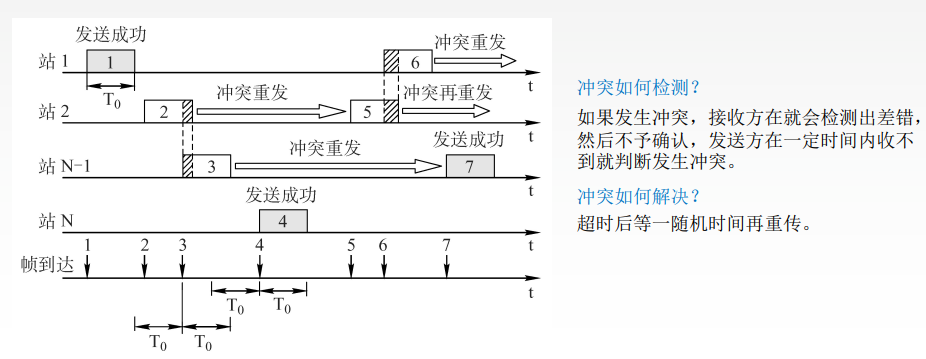 发送成功
站 1
1
T0
6
冲突重发
t
站 2
2
冲突重发
5
冲突再重发
t
站 N-1
3
冲突重发
发送成功
7
t
发送成功
站 N
4
t
1 2 3 4 5 6 7
帧到达
t
T0 T0
T0 T0
冲突如何检测？
如果发生冲突，接收方在就会检测出差错，
然后不予确认，发送方在一定时间内收不
到就判断发生冲突。
冲突如何解决？
超时后等一随机时间再重传。